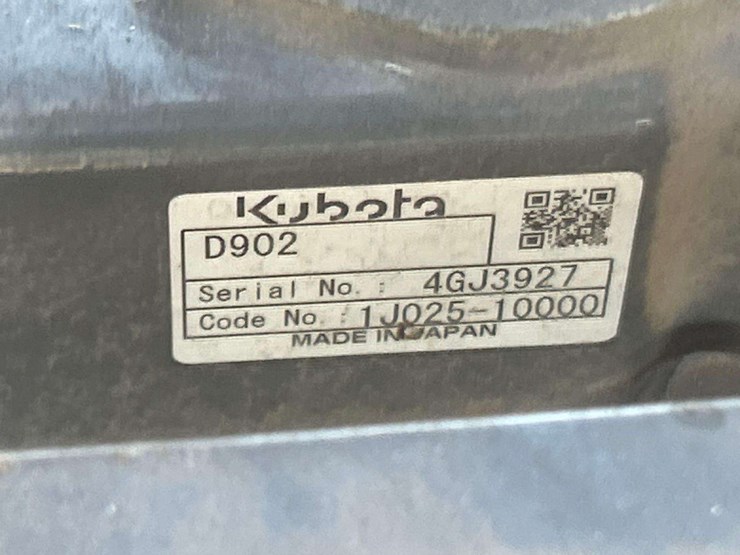 Kubota
D902
Serial No. : 4GJ3927
Code No. : 1J025-10000
MADE IN JAPAN